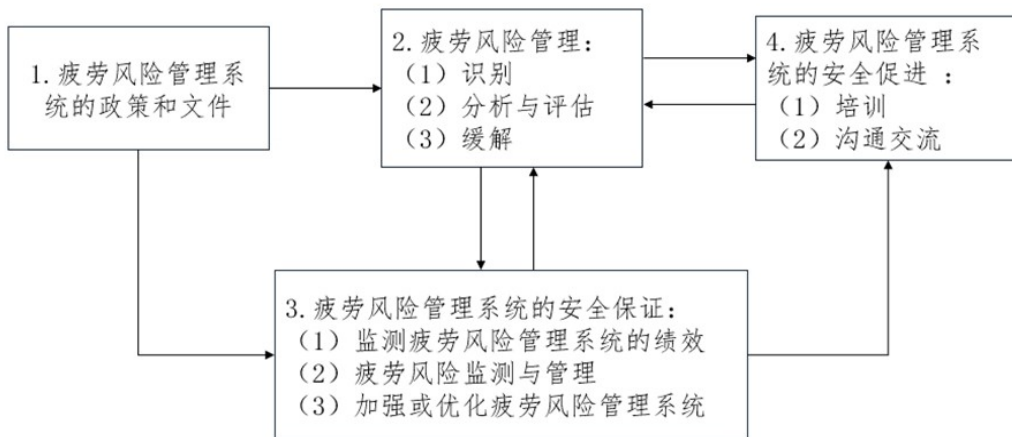 1.疲劳风险管理系
统的政策和文件
2.疲劳风险管理：
（1）识别
（2）分析与评估
（3）缓解
4.疲劳风险管理系
统的安全促进 ：
（1）培训
（2）沟通交流
3.疲劳风险管理系统的安全保证：
（1）监测疲劳风险管理系统的绩效
（2）疲劳风险监测与管理
（3）加强或优化疲劳风险管理系统